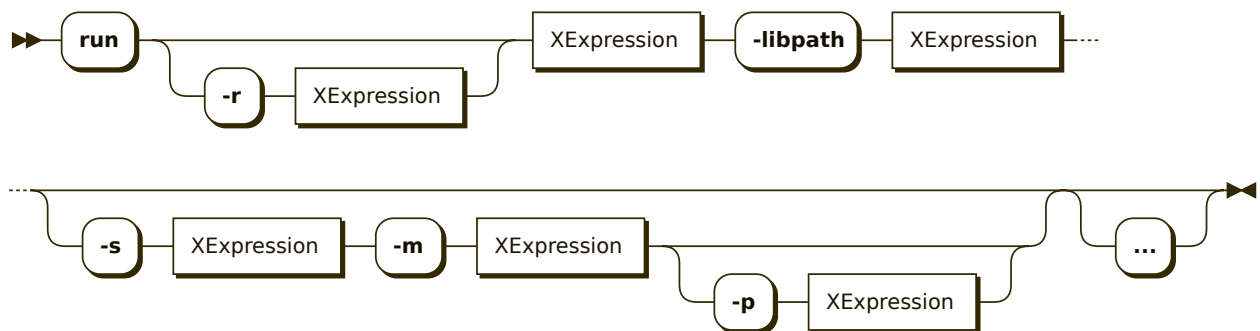 run XExpression -libpath XExpression
-r XExpression
-s XExpression -m XExpression ...
-p XExpression